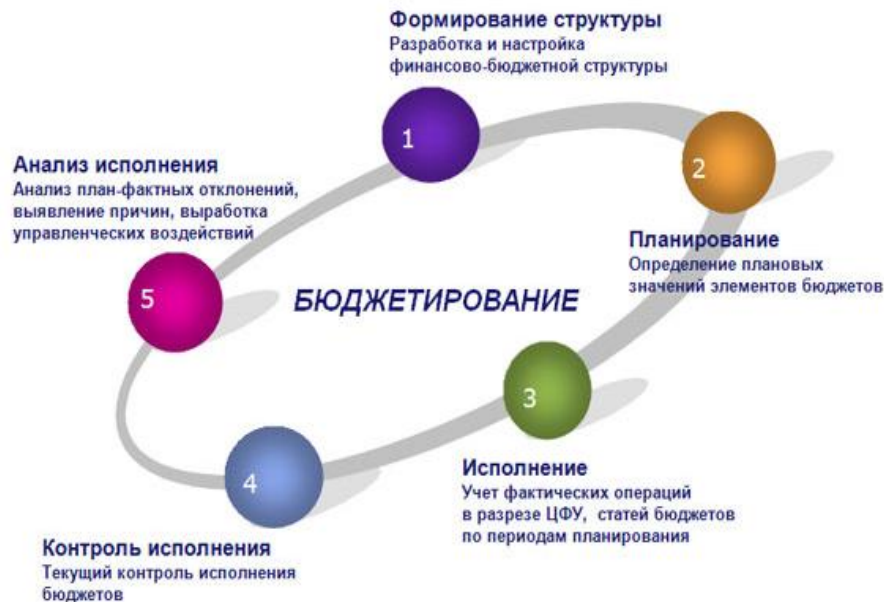 Формирование структуры
Разработка и настройка
финансово-бюджетной структуры
1
2
Планирование
Определение плановых
значений элементов бюджетов
Анализ исполнения
Анализ план-фактных отклонений,
выявление причин, выработка
управленческих воздействий
5
БЮДЖЕТИРОВАНИЕ
3
Исполнение
Учет фактических операций
в разрезе ЦФУ, статей бюджетов
по периодам планирования
4
Контроль исполнения
Текущий контроль исполнения
бюджетов